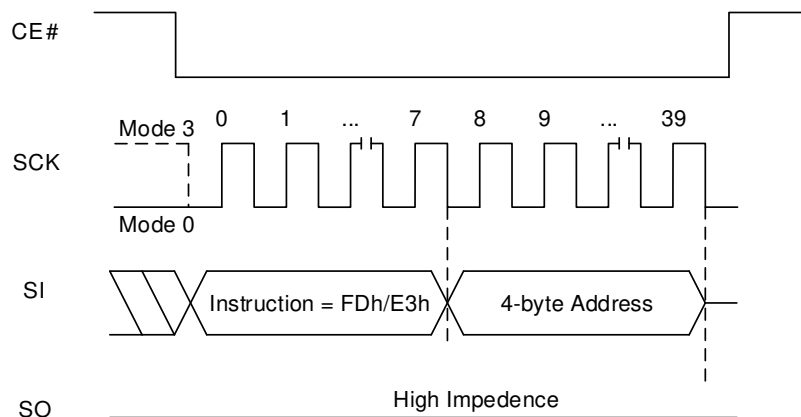 CE#
0 1 ... 7 8 9 ... 39
Mode 3
SCK
Mode 0
SI
Instruction = FDh/E3h
4-byte Address
High Impedence
SO